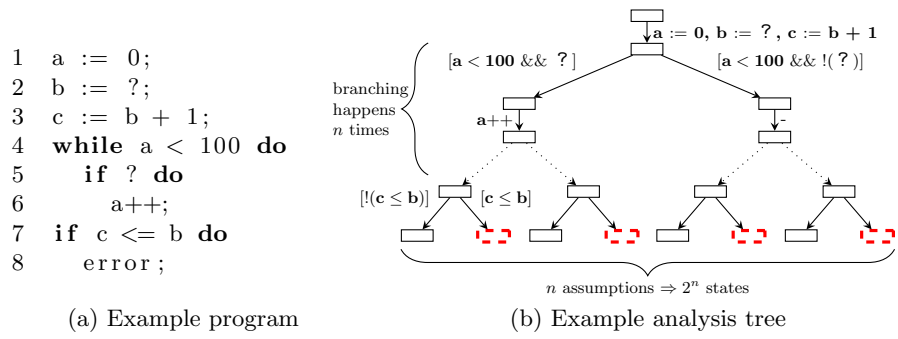 1 a := 0;
2 b := ?;
3 c := b + 1;
4 while a < 100 do
5 if ? do
6 a++;
7 if c <= b do
8 error;
(a) Example program
a := 0, b := ?, c := b + 1
[a < 100 && ?]
[a < 100 && !(?)]
branching
happens
n times
a++
-
[!(c ≤ b)]
[c ≤ b]
n assumptions ⇒ 2ⁿ states
(b) Example analysis tree